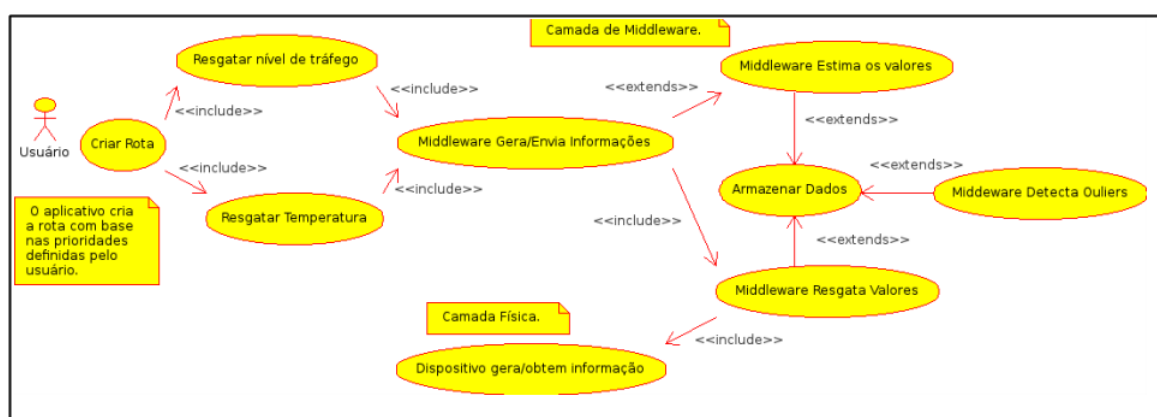 Camada de Middleware.
Resgatar nível de tráfego
Middleware Estima os valores
<<include>>
<<extends>>
<<include>>
<<extends>>
Usuário
Criar Rota
Middleware Gera/Envia Informações
<<include>>
<<include>>
<<extends>>
Armazenar Dados
Middeware Detecta Ouliers
Resgatar Temperatura
<<include>>
<<extends>>
O aplicativo cria
a rota com base
nas prioridades
definidas pelo
usuário.
Middleware Resgata Valores
Camada Física.
<<include>>
Dispositivo gera/obtem informação